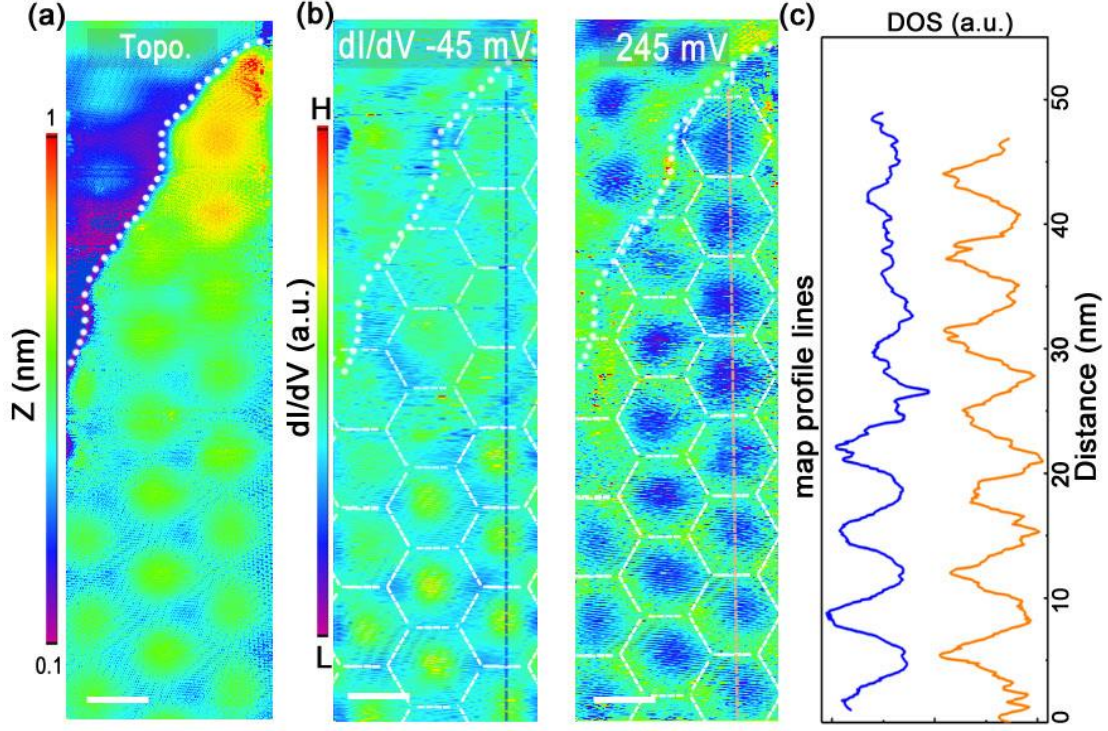 (a)
(b)
(c)
DOS (a.u.)
Topo.
dI/dV -45 mV
245 mV
1
Z (nm)
0.1
H
dI/dV (a.u.)
L
map profile lines
50
40
30
20
10
0
Distance (nm)